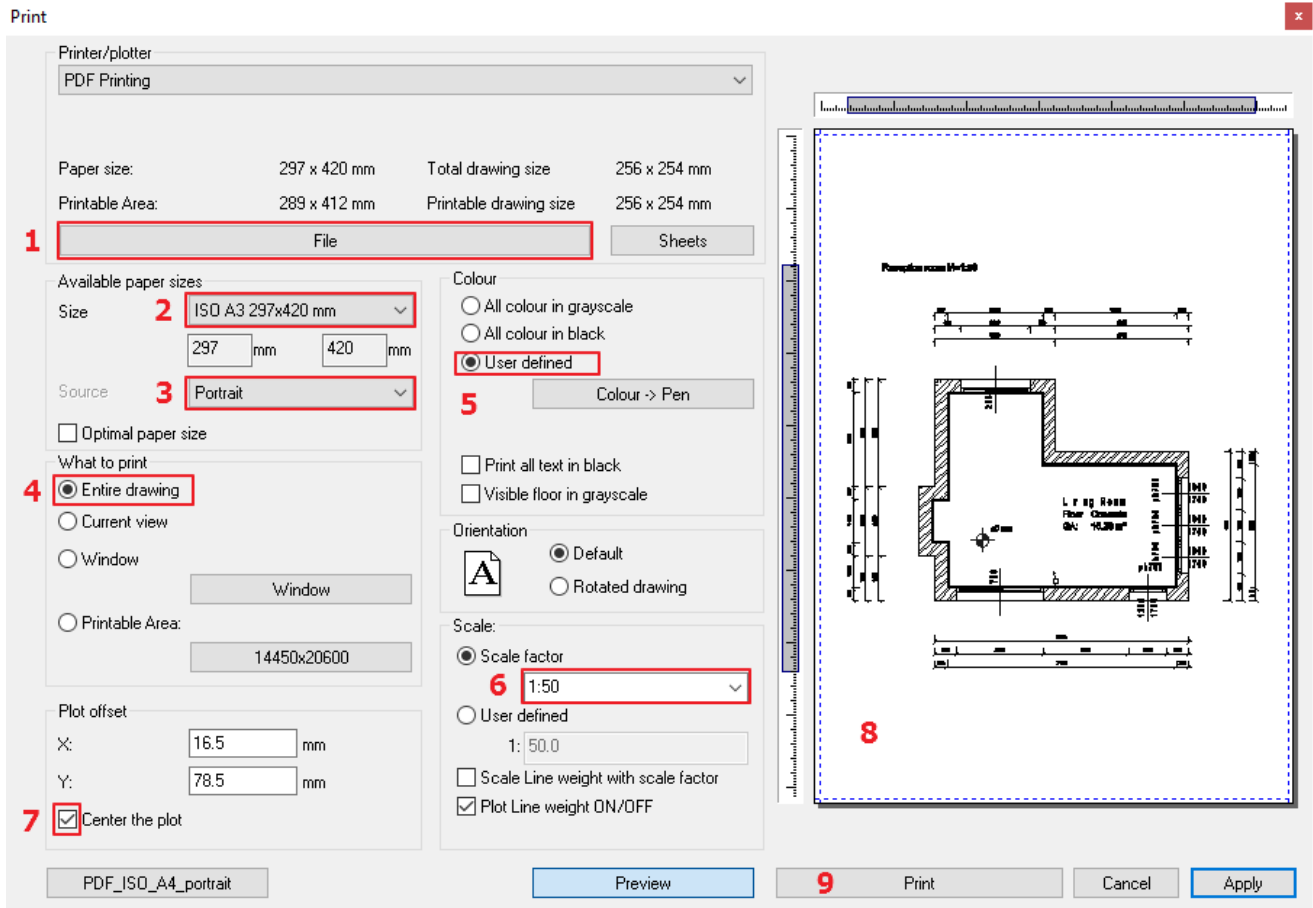 Print
x
Printer/plotter
PDF Printing
Paper size: 297 x 420 mm Total drawing size 256 x 254 mm
Printable Area: 289 x 412 mm Printable drawing size 256 x 254 mm
1 File Sheets
Available paper sizes
Size 2 ISO A3 297x420 mm
297 mm 420 mm
Source 3 Portrait
Optimal paper size
What to print
4 Entire drawing
Current view
Window
Window
Printable Area:
14450x20600
Plot offset
X: 16.5 mm
Y: 78.5 mm
7 Center the plot
Colour
All colour in grayscale
All colour in black
User defined
5 Colour -> Pen
Print all text in black
Visible floor in grayscale
Orientation
A
Default
Rotated drawing
Scale:
Scale factor
6 1:50
User defined
1: 50.0
Scale Line weight with scale factor
Plot Line weight ON/OFF
Room
8
PDF_ISO_A4_portrait Preview 9 Print Cancel Apply